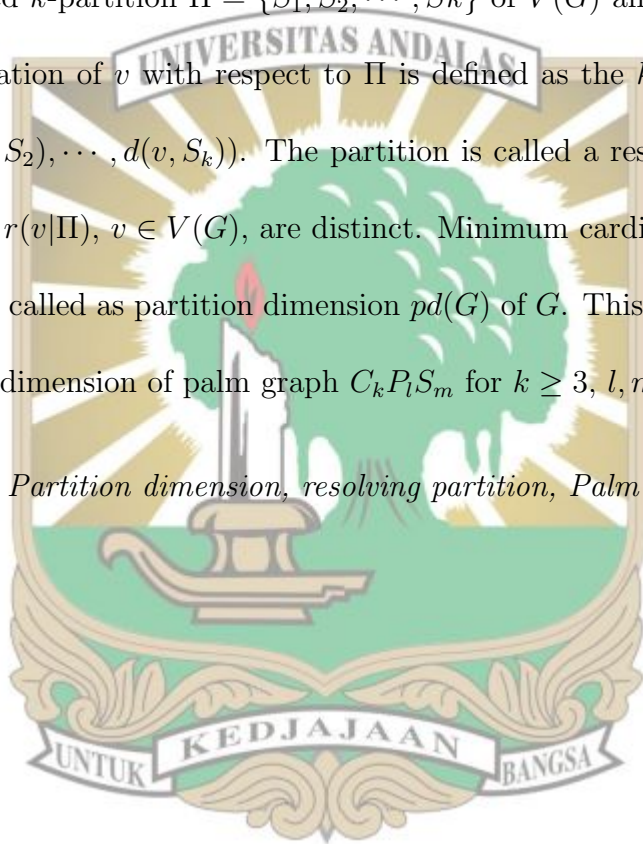 ed k-partition Π = {S1, S2, ··· , Sk} of V(G) an
UNIVERSITAS ANDALAS
ation of v with respect to Π is defined as the k
S2), ··· , d(v, Sk)). The partition is called a res
r(v|Π), v ∈ V(G), are distinct. Minimum cardi
called as partition dimension pd(G) of G. This
dimension of palm graph CkPlSm for k ≥ 3, l,
Partition dimension, resolving partition, Palm
UNTUK KEDJAJAAN BANGSA